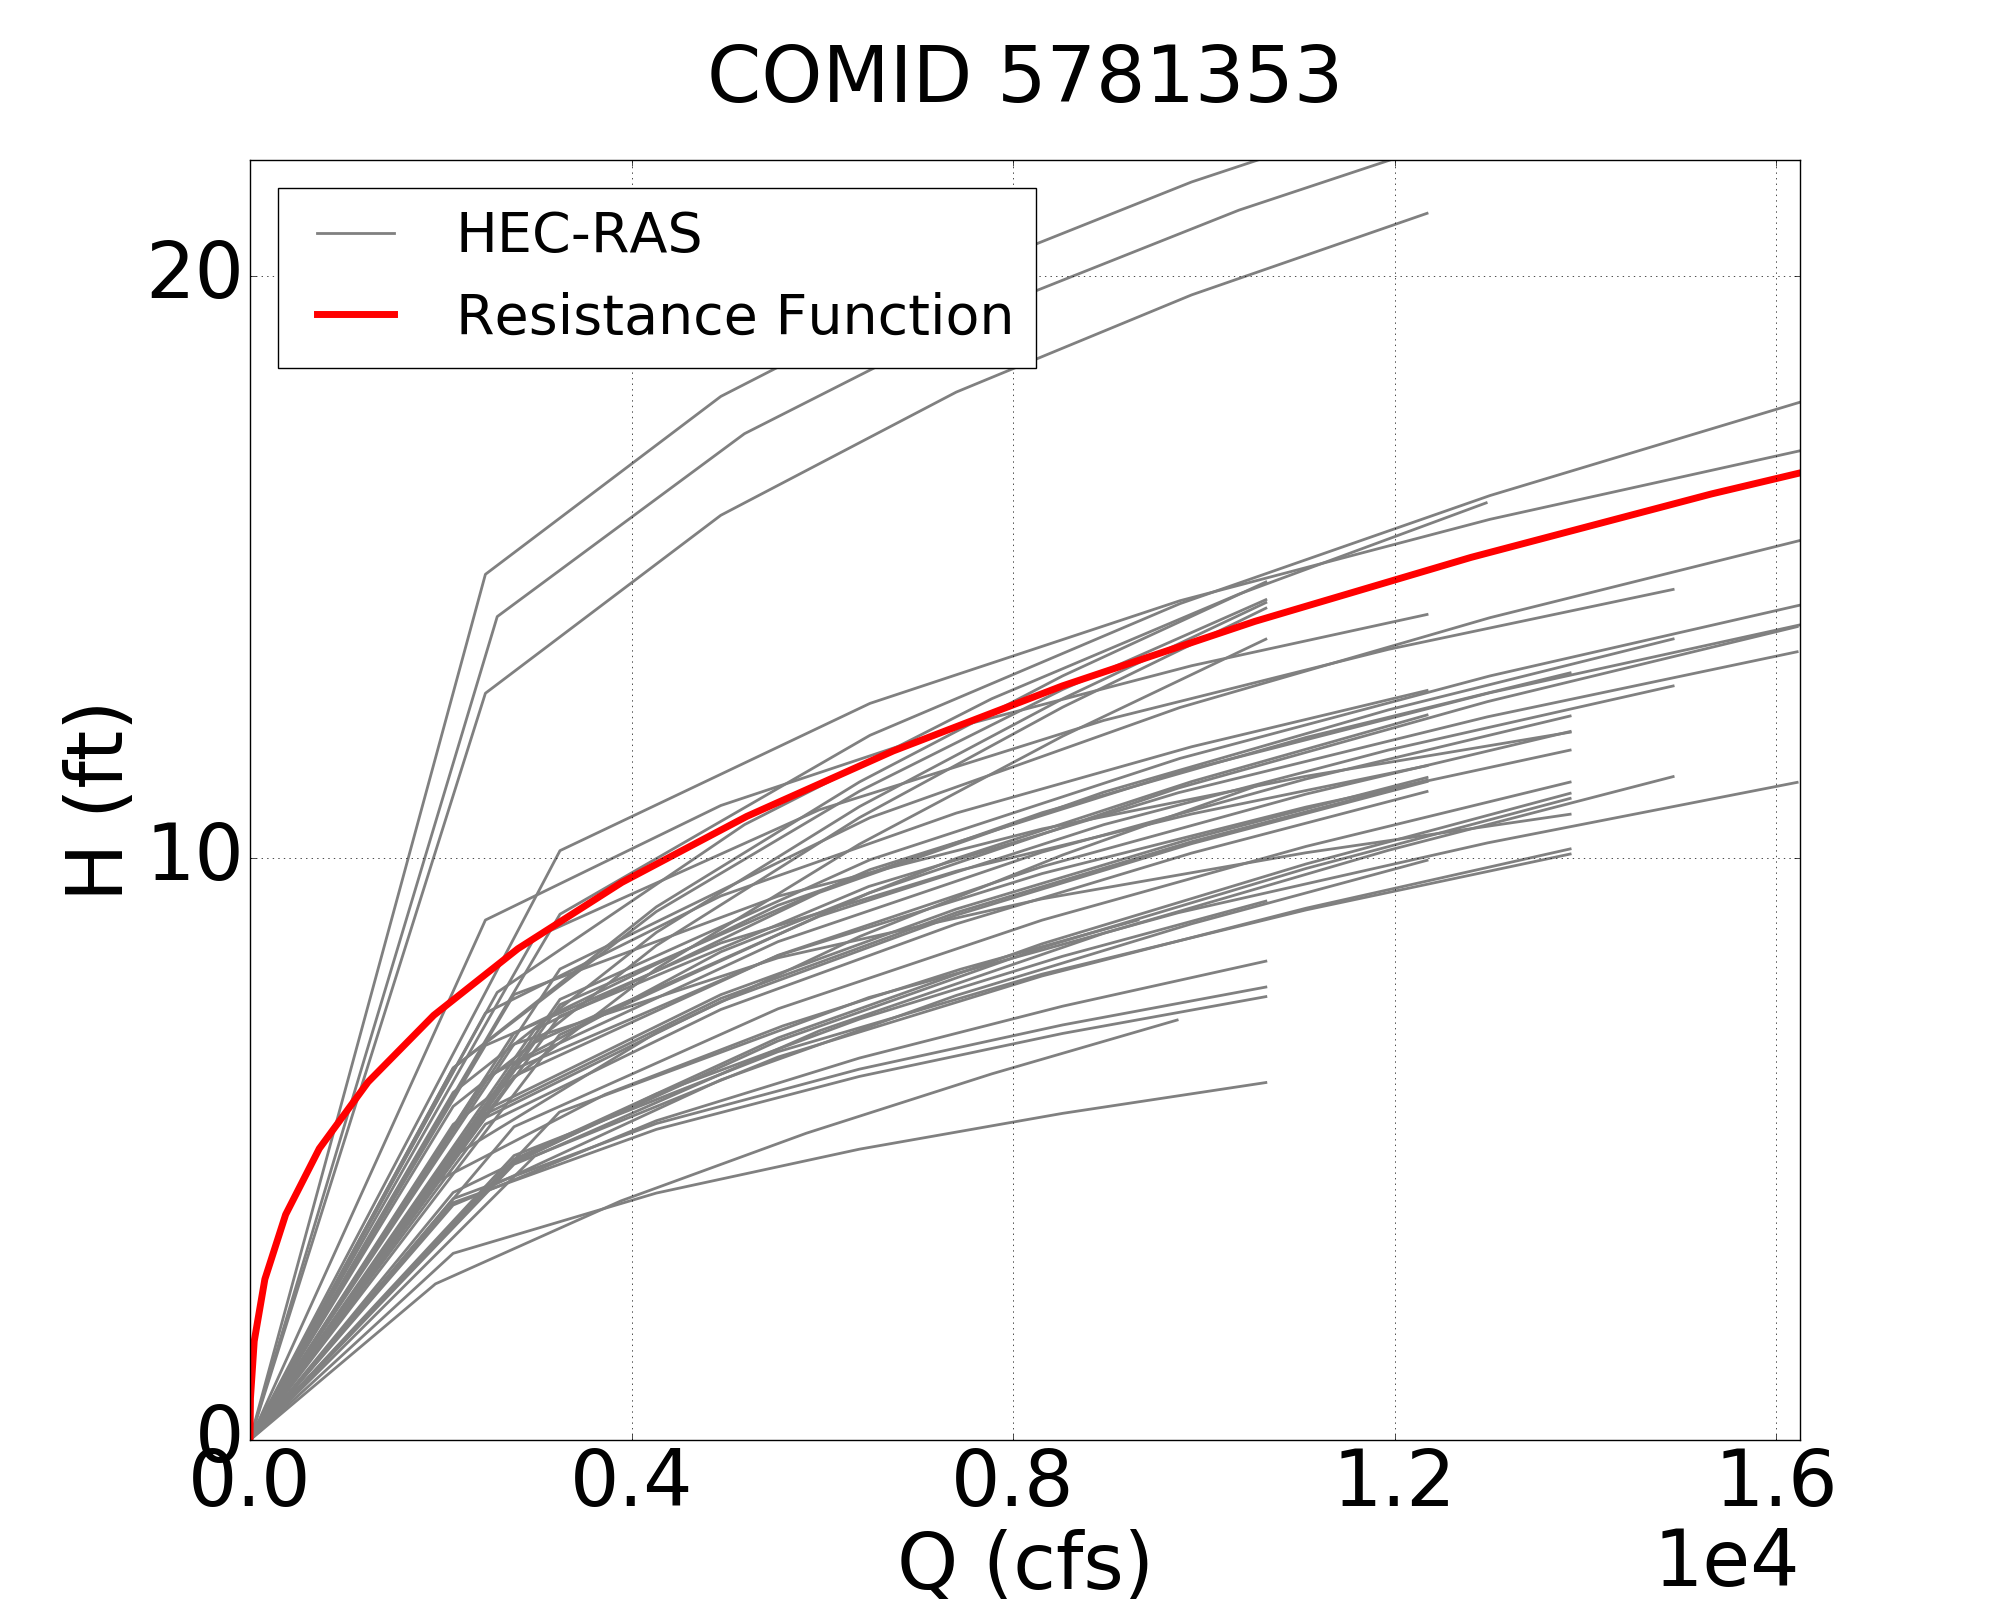 COMID 5781353
HEC-RAS
Resistance Function
20
10
0
H (ft)
0.0 0.4 0.8 1.2 1.6
1e4
Q (cfs)